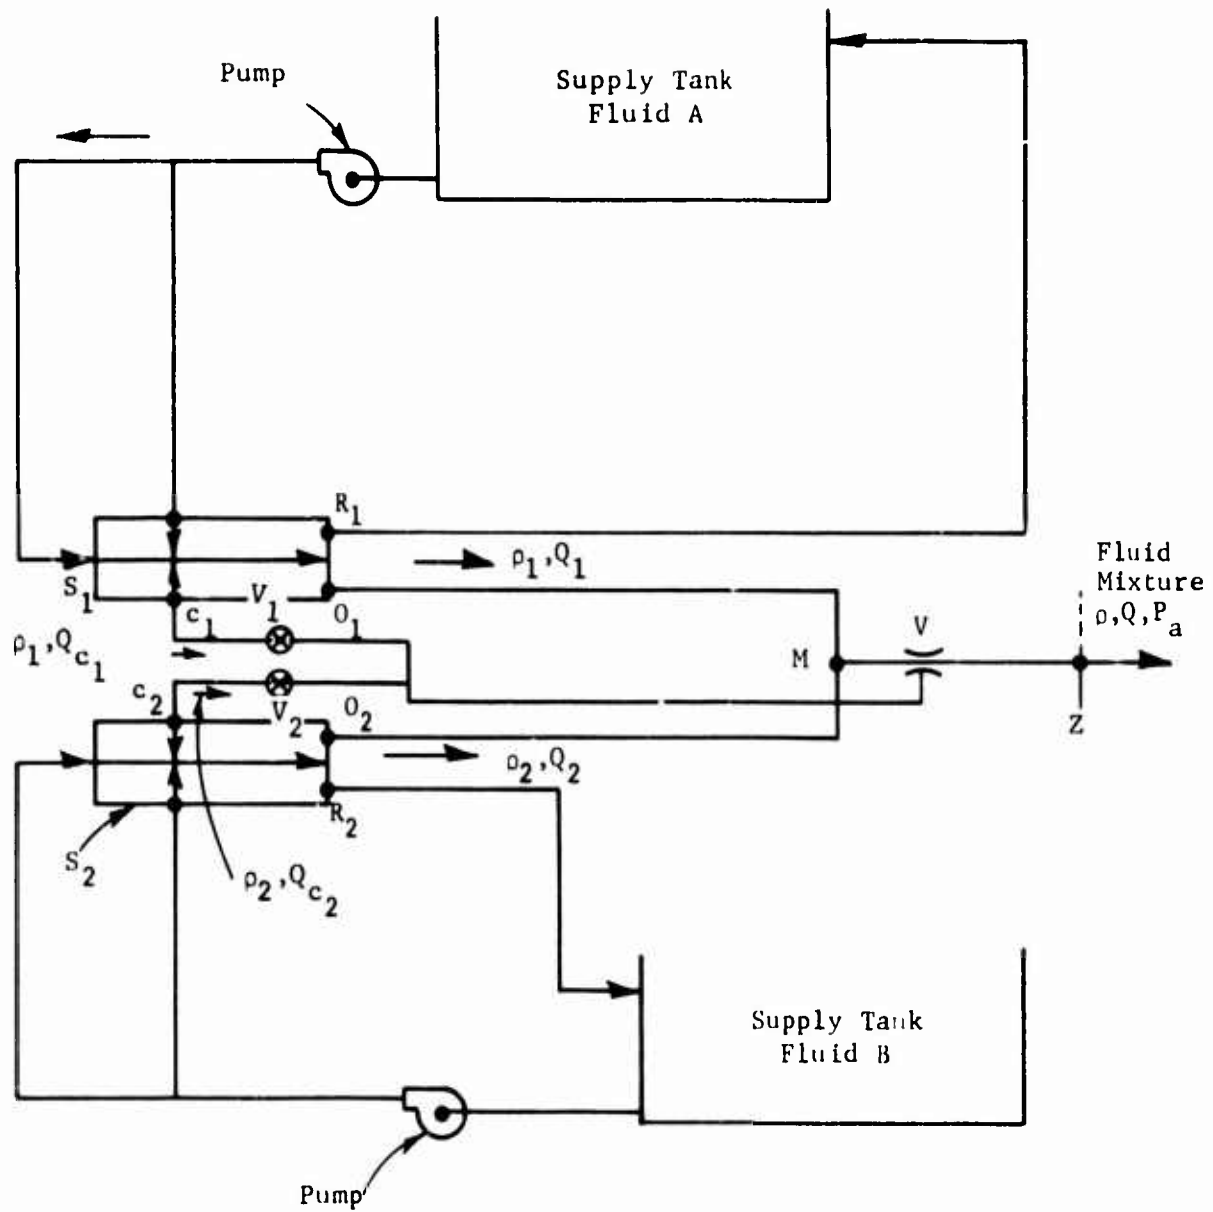 Pump
Supply Tank
Fluid A
R1
ρ1,Q1
S1
c1
V1
O1
ρ1,Qc1
Fluid
Mixture
ρ,Q,Pa
V
M
Z
c2
V2
O2
ρ2,Q2
S2
R2
ρ2,Qc2
Supply Tank
Fluid B
Pump